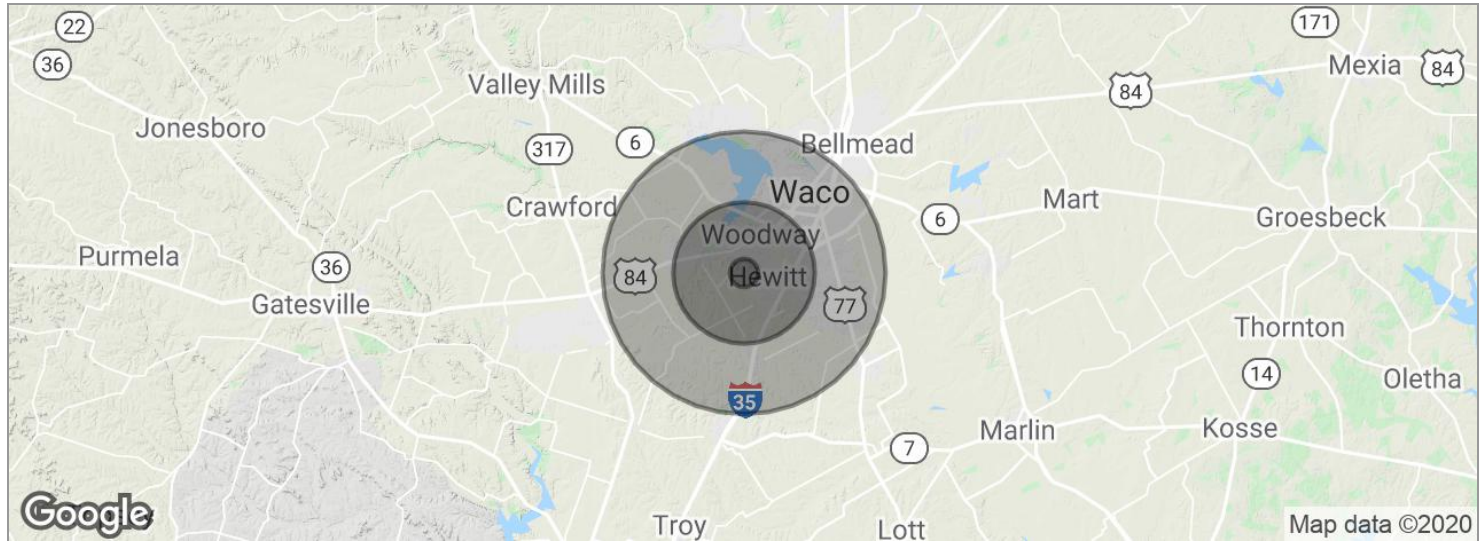 22
171
36
Mexia
84
Valley Mills
84
Jonesboro
6
Bellmead
317
Waco
Crawford
Mart
6
Groesbeck
Woodway
Purmela
36
84
Hewitt
Gatesville
77
Thornton
14
Oletha
35
Marlin
Kosse
7
Google
Troy
Lott
Map data ©2020